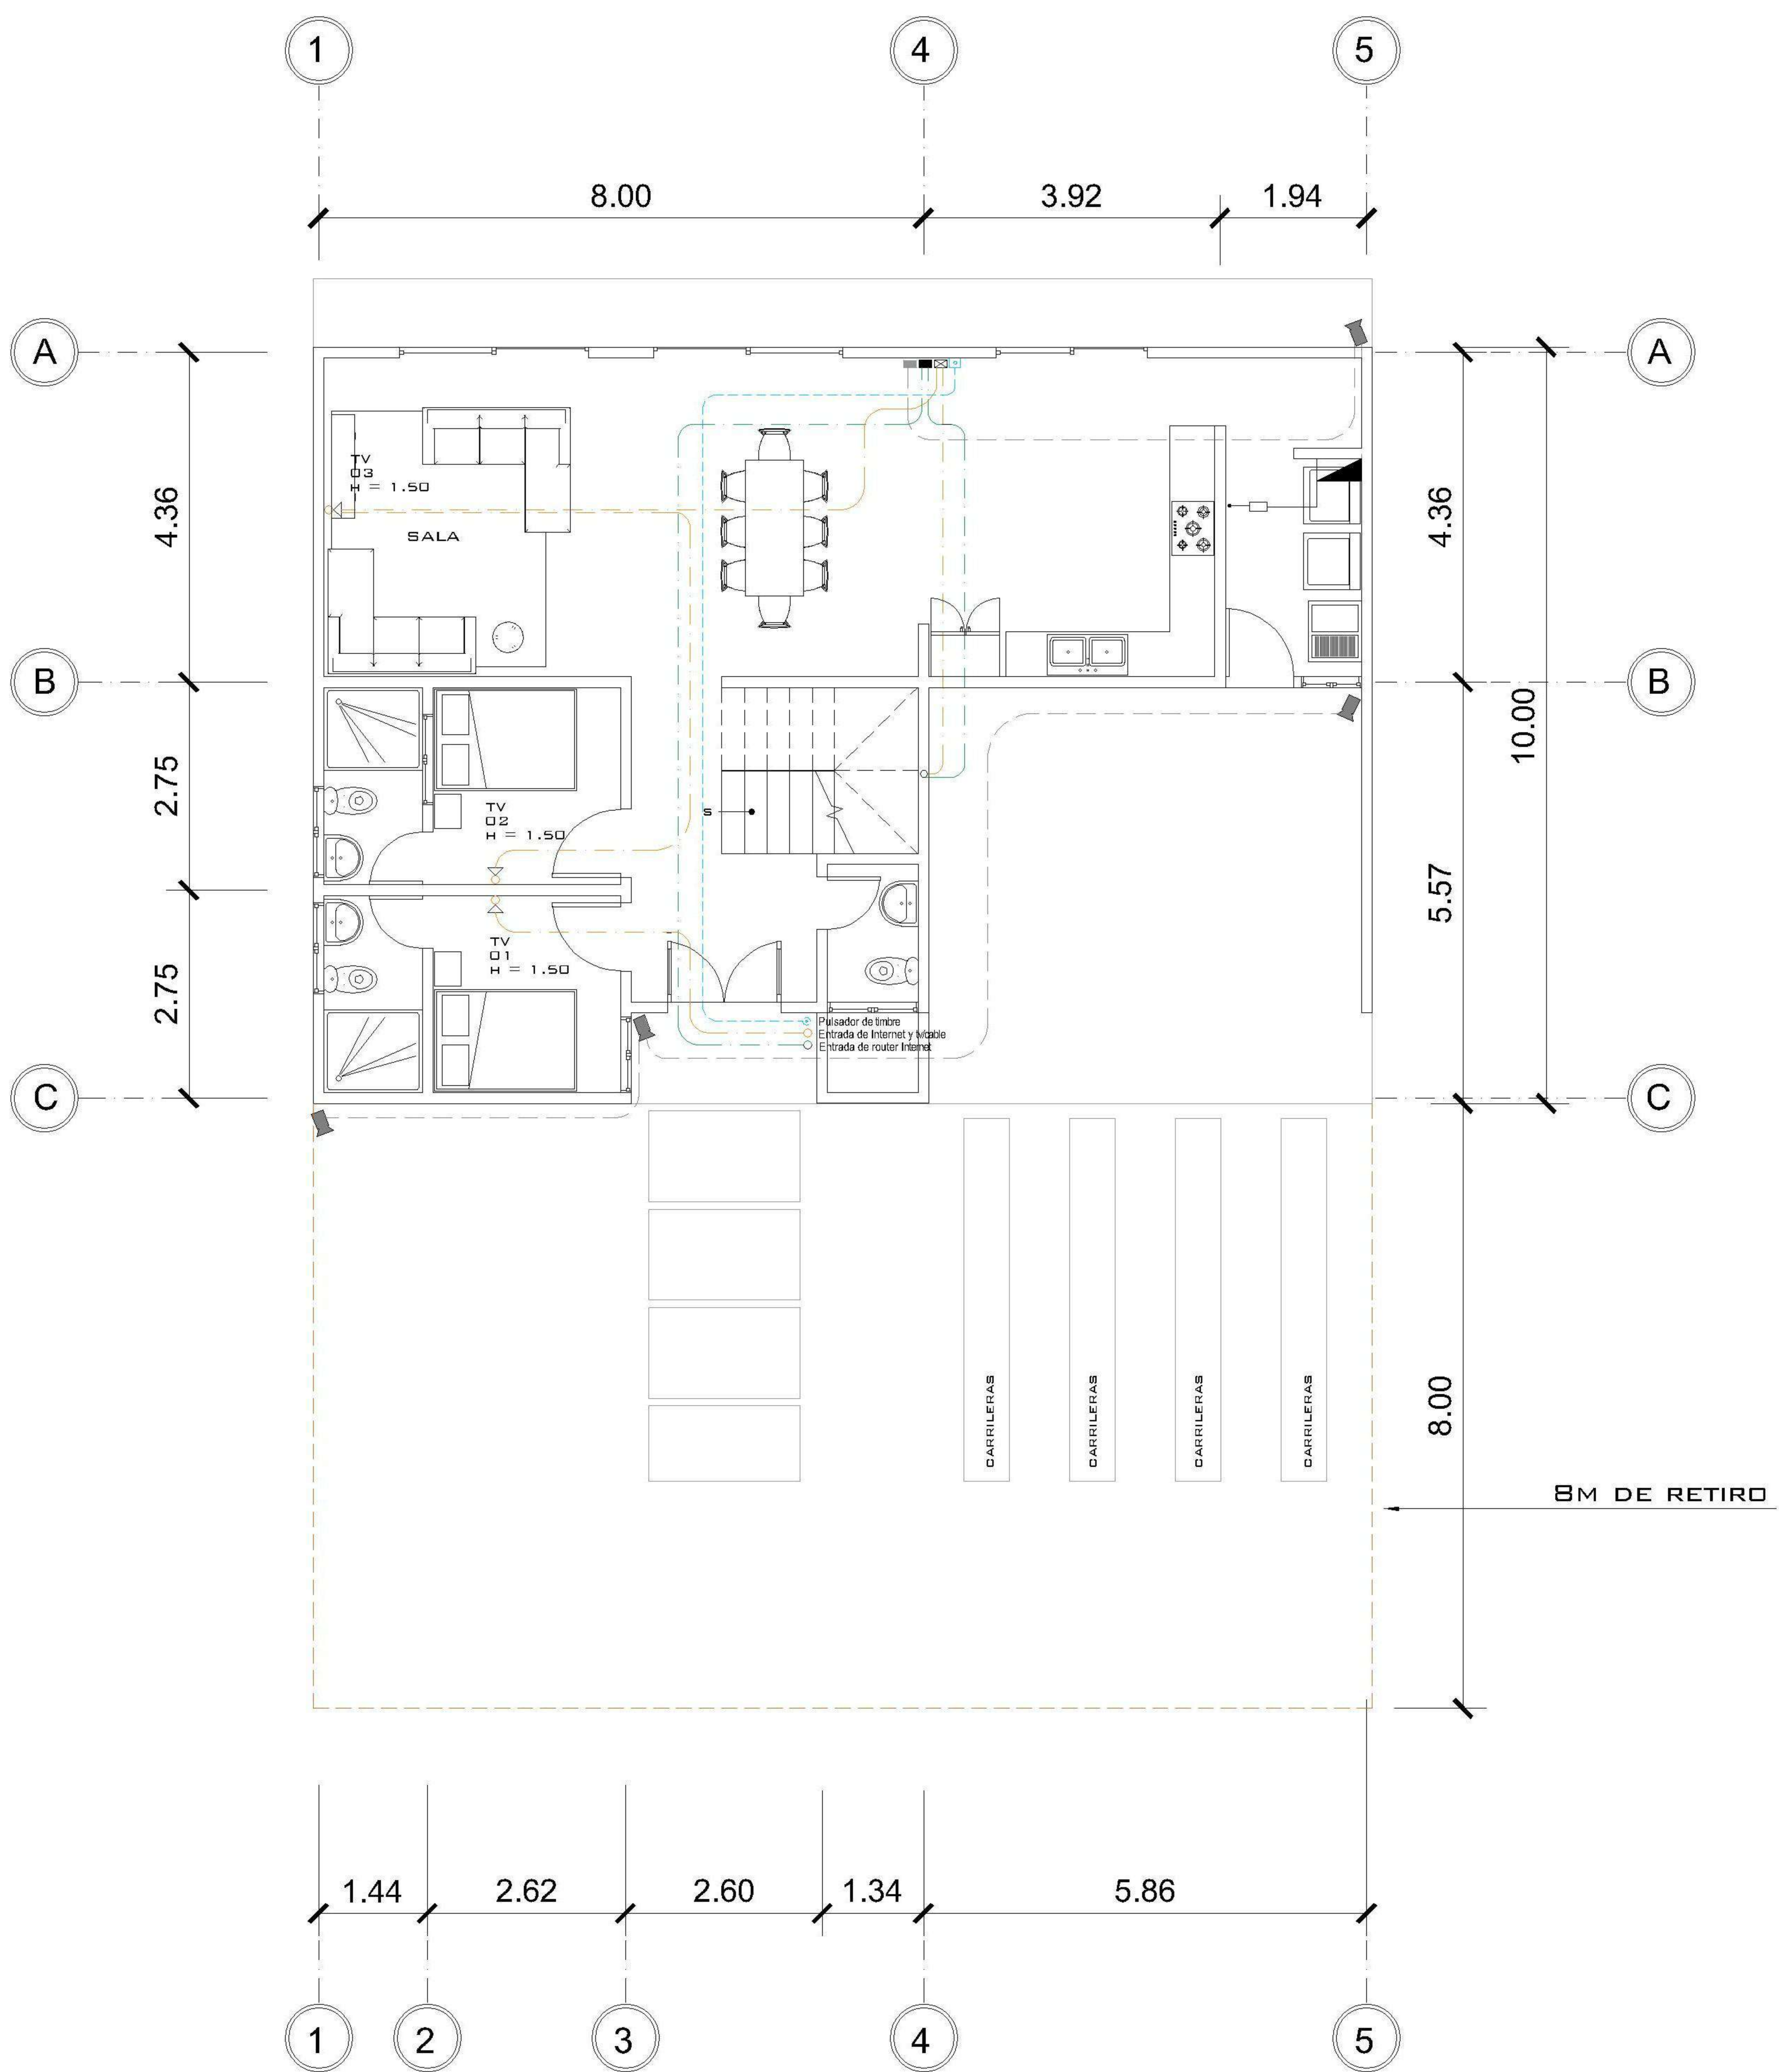 1
4
5
8.00
3.92
1.94
A
A
TV
03
H = 1.50
4.36
4.36
SALA
B
B
10.00
2.75
TV
02
H = 1.50
S
5.57
TV
01
H = 1.50
2.75
Pulsador de timbre
Entrada de Internet y tv/cable
Entrada de router Internet
C
C
CARRILERAS
CARRILERAS
CARRILERAS
CARRILERAS
8.00
8M DE RETIRO
1.44
2.62
2.60
1.34
5.86
1
2
3
4
5